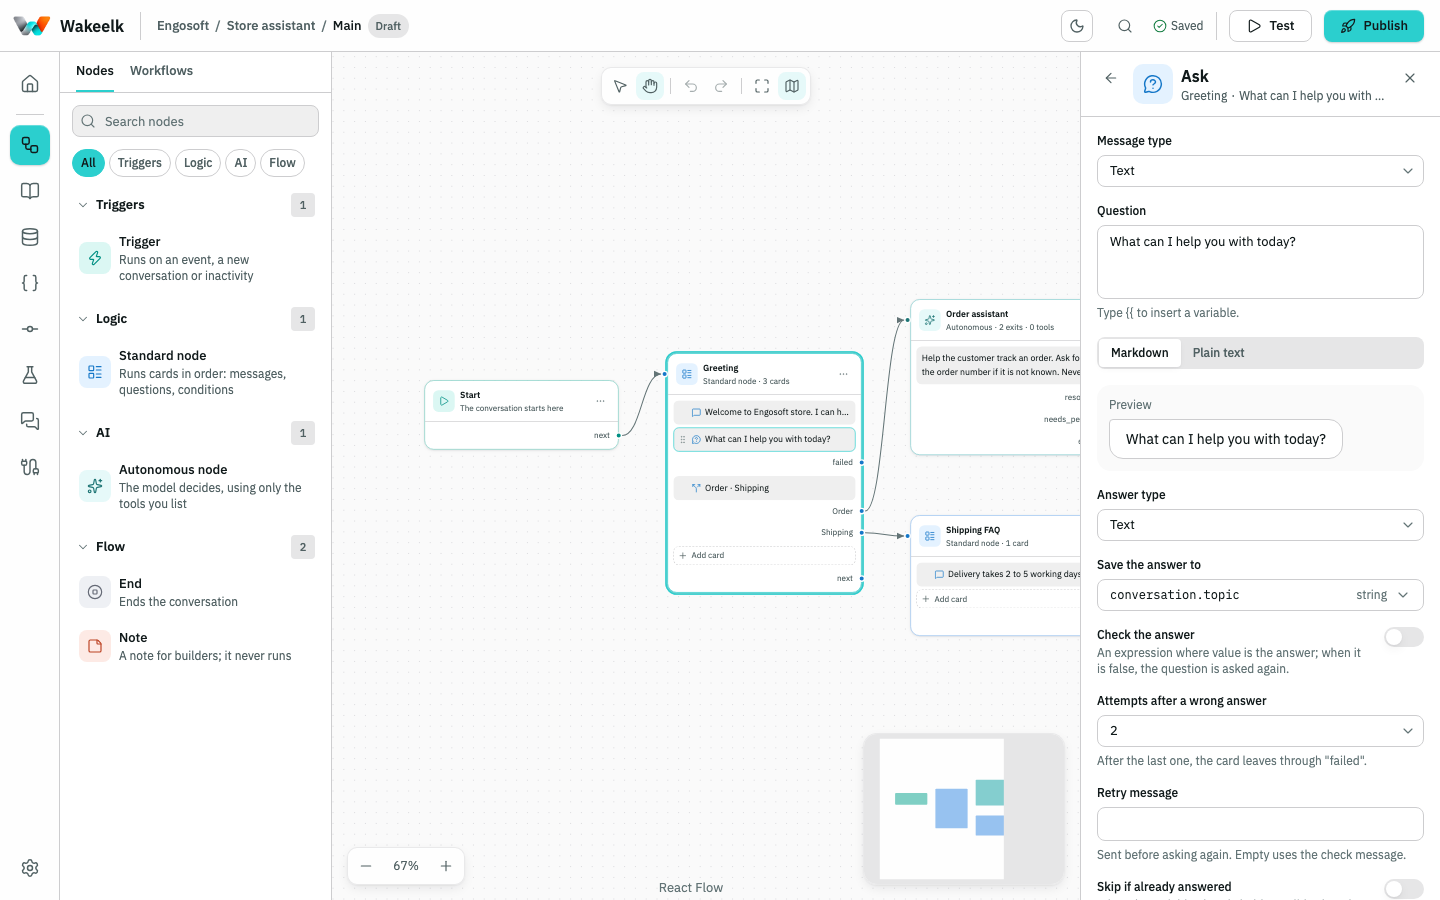 Wakeelk
Engosoft / Store assistant / Main Draft
Saved
Test
Publish
Nodes
Workflows
Search nodes
All
Triggers
Logic
AI
Flow
Triggers
1
Trigger
Runs on an event, a new
conversation or inactivity
Logic
1
Standard node
Runs cards in order: messages,
questions, conditions
AI
1
Autonomous node
The model decides, using only the
tools you list
Flow
2
End
Ends the conversation
Note
A note for builders; it never runs
Start
The conversation starts here
next
Greeting
Standard node · 3 cards
Welcome to Engosoft store. I can h...
What can I help you with today?
failed
Order · Shipping
Order
Shipping
Add card
next
Order assistant
Autonomous · 2 exits · 0 tools
Help the customer track an order. Ask fo
the order number if it is not known. Neve
reso
needs_pe
Shipping FAQ
Standard node · 1 card
Delivery takes 2 to 5 working days
Add card
67%
React Flow
Ask
Greeting · What can I help you with ...
Message type
Text
Question
What can I help you with today?
Type {{ to insert a variable.
Markdown
Plain text
Preview
What can I help you with today?
Answer type
Text
Save the answer to
conversation.topic string
Check the answer
An expression where value is the answer; when it
is false, the question is asked again.
Attempts after a wrong answer
2
After the last one, the card leaves through "failed".
Retry message
Sent before asking again. Empty uses the check message.
Skip if already answered